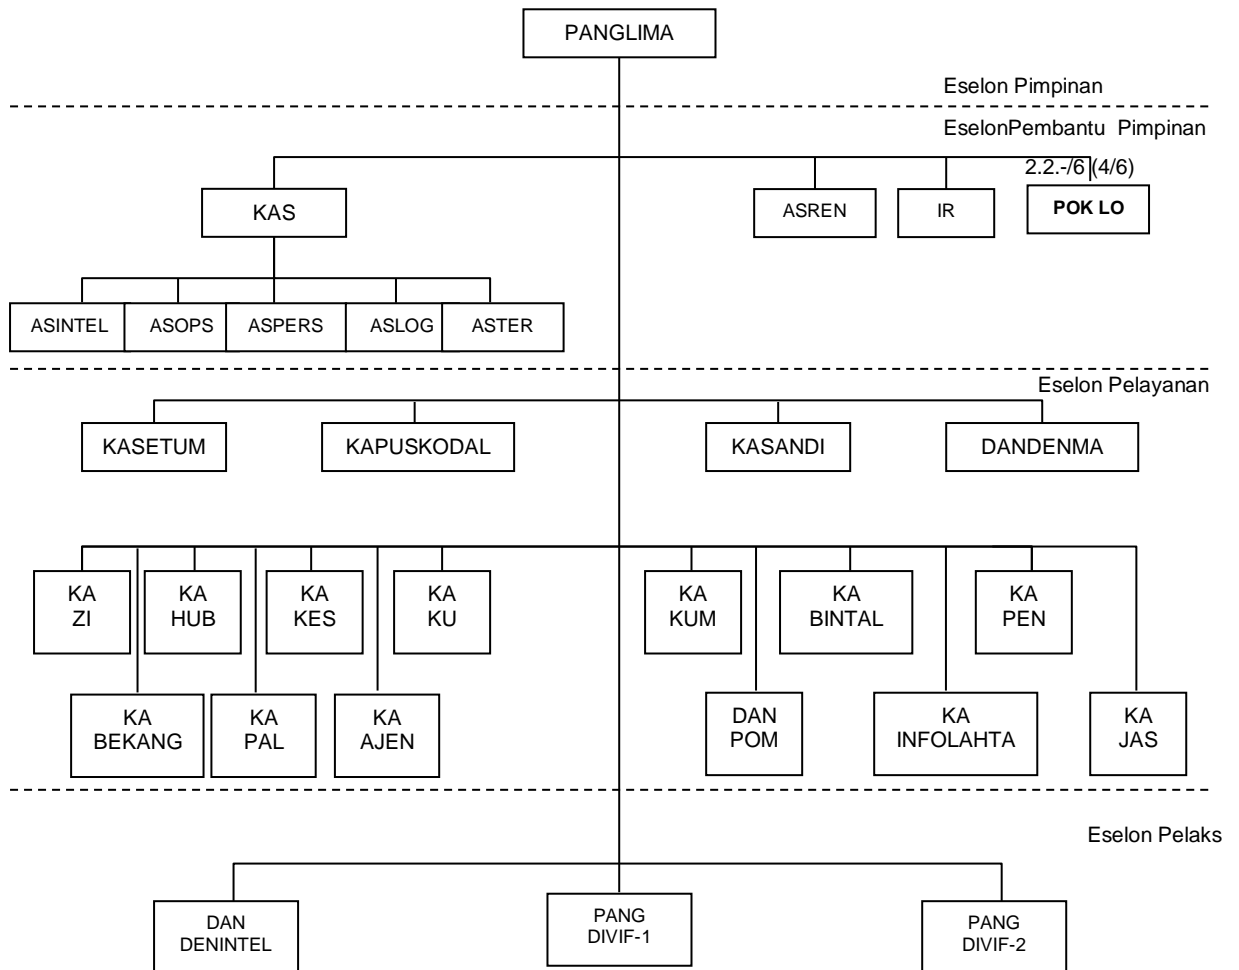 PANGLIMA
Eselon Pimpinan
EselonPembantu Pimpinan
2.2.-/6 (4/6)
KAS
ASREN
IR
POK LO
ASINTEL
ASOPS
ASPERS
ASLOG
ASTER
Eselon Pelayanan
KASETUM
KAPUSKODAL
KASANDI
DANDENMA
KA
ZI
KA
HUB
KA
KES
KA
KU
KA
KUM
KA
BINTAL
KA
PEN
KA
BEKANG
KA
PAL
KA
AJEN
DAN
POM
KA
INFOLAHTA
KA
JAS
Eselon Pelaks
DAN
DENINTEL
PANG
DIVIF-1
PANG
DIVIF-2